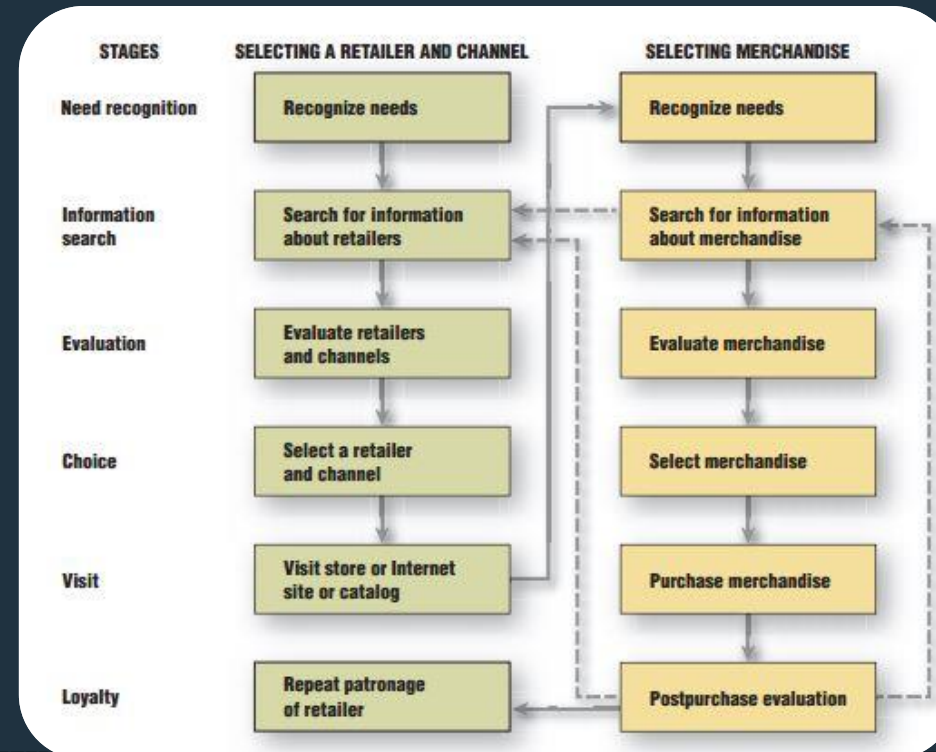 STAGES SELECTING A RETAILER AND CHANNEL SELECTING MERCHANDISE
Need recognition
Recognize needs
Recognize needs
Information
search
Search for information
about retailers
Search for information
about merchandise
Evaluation
Evaluate retailers
and channels
Evaluate merchandise
Choice
Select a retailer
and channel
Select merchandise
Visit
Visit store or Internet
site or catalog
Purchase merchandise
Loyalty
Repeat patronage
of retailer
Postpurchase evaluation